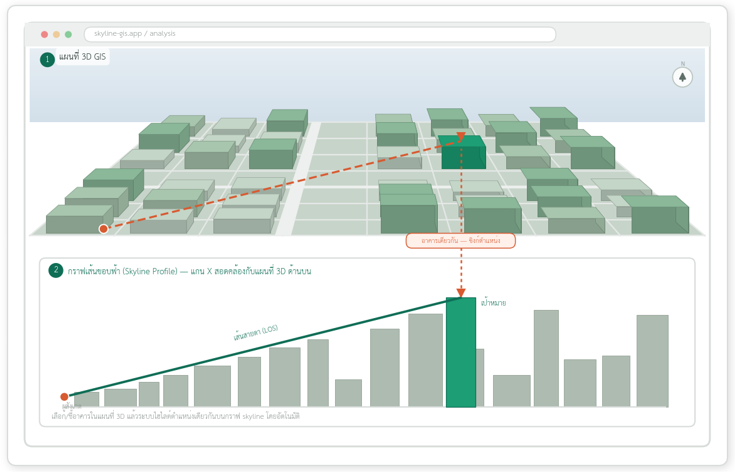 skyline-gis.app / analysis
1 แผนที่ 3D GIS
N
อาคารเดียวกัน — ซิงก์ตำแหน่ง
2 กราฟเส้นขอบฟ้า (Skyline Profile) — แกน X สอดคล้องกับแผนที่ 3D ด้านบน
เป้าหมาย
เส้นสายตา (LOS)
เลือก/ชี้อาคารในแผนที่ 3D แล้วระบบไฮไลต์ตำแหน่งเดียวกันบนกราฟ skyline โดยอัตโนมัติ